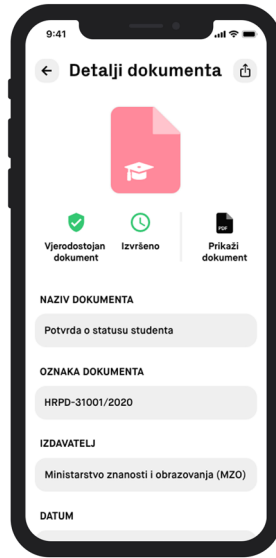 9:41
Detalji dokumenta
Vjerodostojan
dokument
Izvršeno
PDF
Prikaži
dokument
NAZIV DOKUMENTA
Potvrda o statusu studenta
OZNAKA DOKUMENTA
HRPD-31001/2020
IZDAVATELJ
Ministarstvo znanosti i obrazovanja (MZO)
DATUM